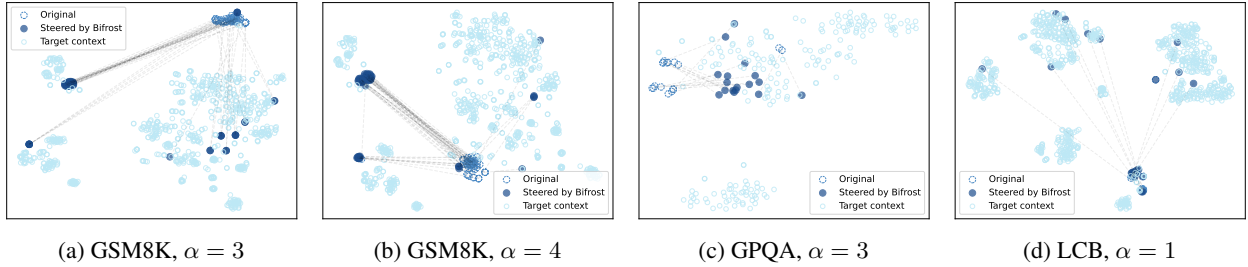 Original
Steered by Bifrost
Target context
Original
Steered by Bifrost
Target context
Original
Steered by Bifrost
Target context
Original
Steered by Bifrost
Target context
(a) GSM8K, α = 3
(b) GSM8K, α = 4
(c) GPQA, α = 3
(d) LCB, α = 1